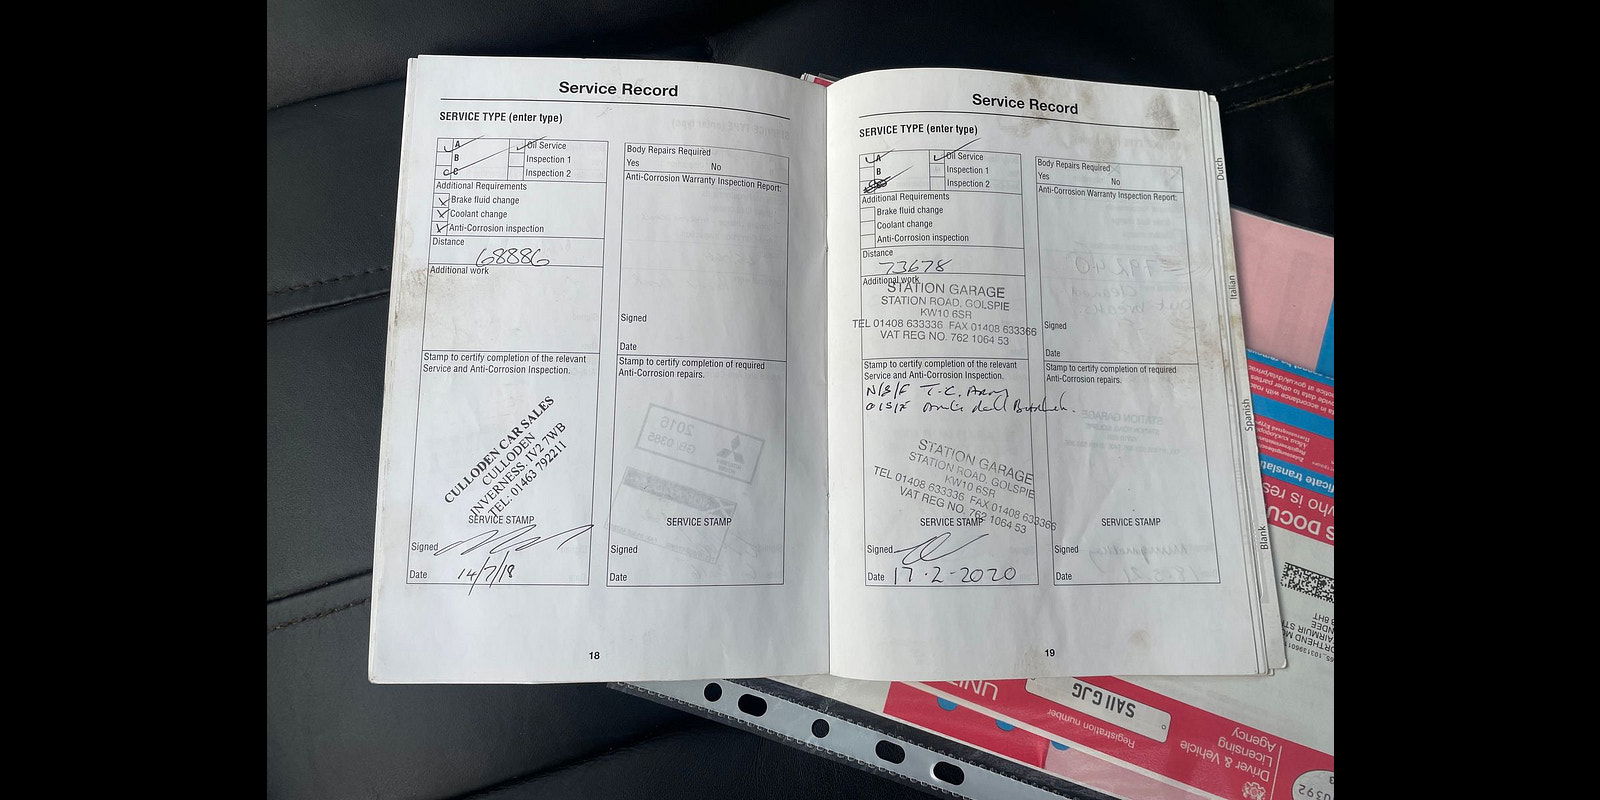 Service Record
SERVICE TYPE (enter type)
A
B
C
Oil Service
Inspection 1
Inspection 2
Additional Requirements
Brake fluid change
Coolant change
Anti-Corrosion inspection
Distance
68886
Additional work
Stamp to certify completion of the relevant
Service and Anti-Corrosion Inspection.
CULLODEN CAR SALES
CULLODEN
INVERNESS, IV2 7WB
TEL: 01463 792211
SERVICE STAMP
Signed
Date 14/7/18
Body Repairs Required
Yes No
Anti-Corrosion Warranty Inspection Report:
Signed
Date
Stamp to certify completion of required
Anti-Corrosion repairs.
SERVICE STAMP
Signed
Date
18
Service Record
SERVICE TYPE (enter type)
A
B
Oil Service
Inspection 1
Inspection 2
Additional Requirements
Brake fluid change
Coolant change
Anti-Corrosion inspection
Distance
73678
Additional work
STATION GARAGE
STATION ROAD, GOLSPIE
KW10 6SR
TEL 01408 633336 FAX 01408 633366
VAT REG NO. 762 1064 53
Stamp to certify completion of the relevant
Service and Anti-Corrosion Inspection.
N/S/F T.C. Arm
O/S/F
STATION GARAGE
STATION ROAD, GOLSPIE
KW10 6SR
TEL 01408 633336 FAX 01408 633366
VAT REG NO. 762 1064 53
SERVICE STAMP
Signed
Date 17-2-2020
Body Repairs Required
Yes No
Anti-Corrosion Warranty Inspection Report:
Signed
Date
Stamp to certify completion of required
Anti-Corrosion repairs.
SERVICE STAMP
Signed
Date
19
Dutch
Italian
Spanish
Blank
Registration number
SA11 GJG
Driver & Vehicle
Licensing
Agency